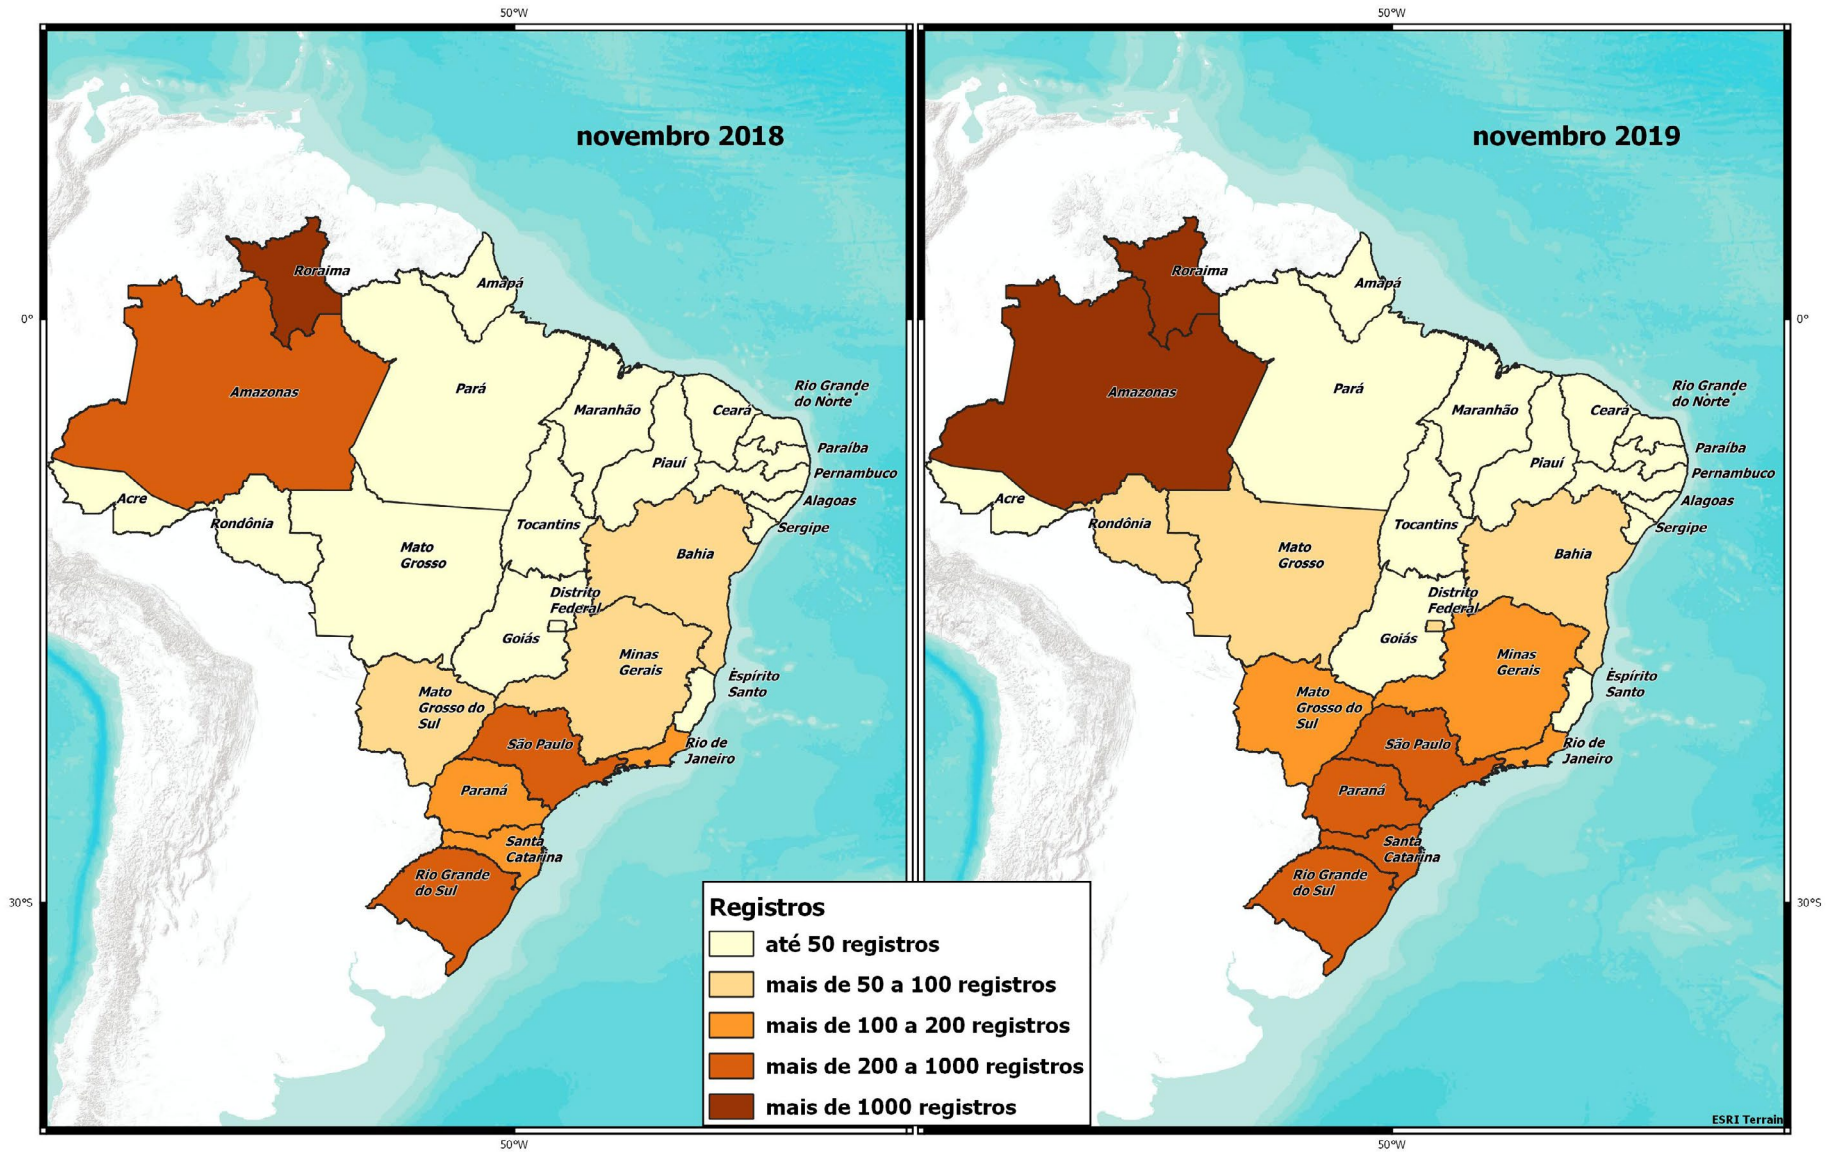 50°W
50°W
novembro 2018
Roraima
Amapá
0°
Amazonas
Pará
Maranhão
Ceará
Rio Grande
do Norte
Paraíba
Piauí
Pernambuco
Acre
Alagoas
Rondônia
Tocantins
Sergipe
Mato
Grosso
Bahia
Distrito
Federal
Goiás
Minas
Gerais
Espírito
Santo
Mato
Grosso do
Sul
São Paulo
Rio de
Janeiro
Paraná
Santa
Catarina
Rio Grande
do Sul
30°S
50°W
novembro 2019
Roraima
Amapá
0°
Amazonas
Pará
Maranhão
Ceará
Rio Grande
do Norte
Paraíba
Piauí
Pernambuco
Acre
Alagoas
Rondônia
Tocantins
Sergipe
Mato
Grosso
Bahia
Distrito
Federal
Goiás
Minas
Gerais
Espírito
Santo
Mato
Grosso do
Sul
São Paulo
Rio de
Janeiro
Paraná
Santa
Catarina
Rio Grande
do Sul
30°S
Registros
até 50 registros
mais de 50 a 100 registros
mais de 100 a 200 registros
mais de 200 a 1000 registros
mais de 1000 registros
ESRI Terrain
50°W